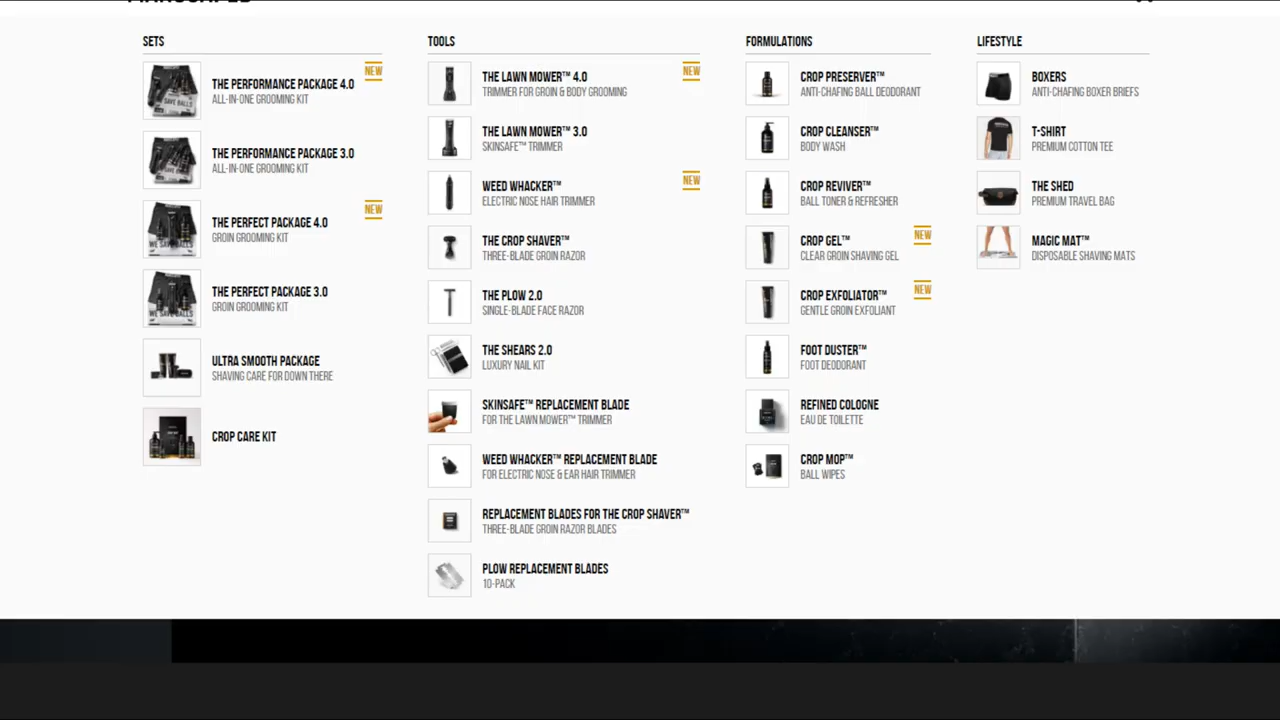 SETS
THE PERFORMANCE PACKAGE 4.0
NEW
ALL-IN-ONE GROOMING KIT
THE PERFORMANCE PACKAGE 3.0
ALL-IN-ONE GROOMING KIT
THE PERFECT PACKAGE 4.0
NEW
GROIN GROOMING KIT
THE PERFECT PACKAGE 3.0
GROIN GROOMING KIT
ULTRA SMOOTH PACKAGE
SHAVING CARE FOR DOWN THERE
CROP CARE KIT
TOOLS
THE LAWN MOWER™ 4.0
NEW
TRIMMER FOR GROIN & BODY GROOMING
THE LAWN MOWER™ 3.0
SKINSAFE™ TRIMMER
WEED WHACKER™
NEW
ELECTRIC NOSE HAIR TRIMMER
THE CROP SHAVER™
THREE-BLADE GROIN RAZOR
THE PLOW 2.0
SINGLE-BLADE FACE RAZOR
THE SHEARS 2.0
LUXURY NAIL KIT
SKINSAFE™ REPLACEMENT BLADE
FOR THE LAWN MOWER™ TRIMMER
WEED WHACKER™ REPLACEMENT BLADE
FOR ELECTRIC NOSE & EAR HAIR TRIMMER
REPLACEMENT BLADES FOR THE CROP SHAVER™
THREE-BLADE GROIN RAZOR BLADES
PLOW REPLACEMENT BLADES
10-PACK
FORMULATIONS
CROP PRESERVER™
ANTI-CHAFING BALL DEODORANT
CROP CLEANSER™
BODY WASH
CROP REVIVER™
BALL TONER & REFRESHER
CROP GEL™
NEW
CLEAR GROIN SHAVING GEL
CROP EXFOLIATOR™
NEW
GENTLE GROIN EXFOLIANT
FOOT DUSTER™
FOOT DEODORANT
REFINED COLOGNE
EAU DE TOILETTE
CROP MOP™
BALL WIPES
LIFESTYLE
BOXERS
ANTI-CHAFING BOXER BRIEFS
T-SHIRT
PREMIUM COTTON TEE
THE SHED
PREMIUM TRAVEL BAG
MAGIC MAT™
DISPOSABLE SHAVING MATS